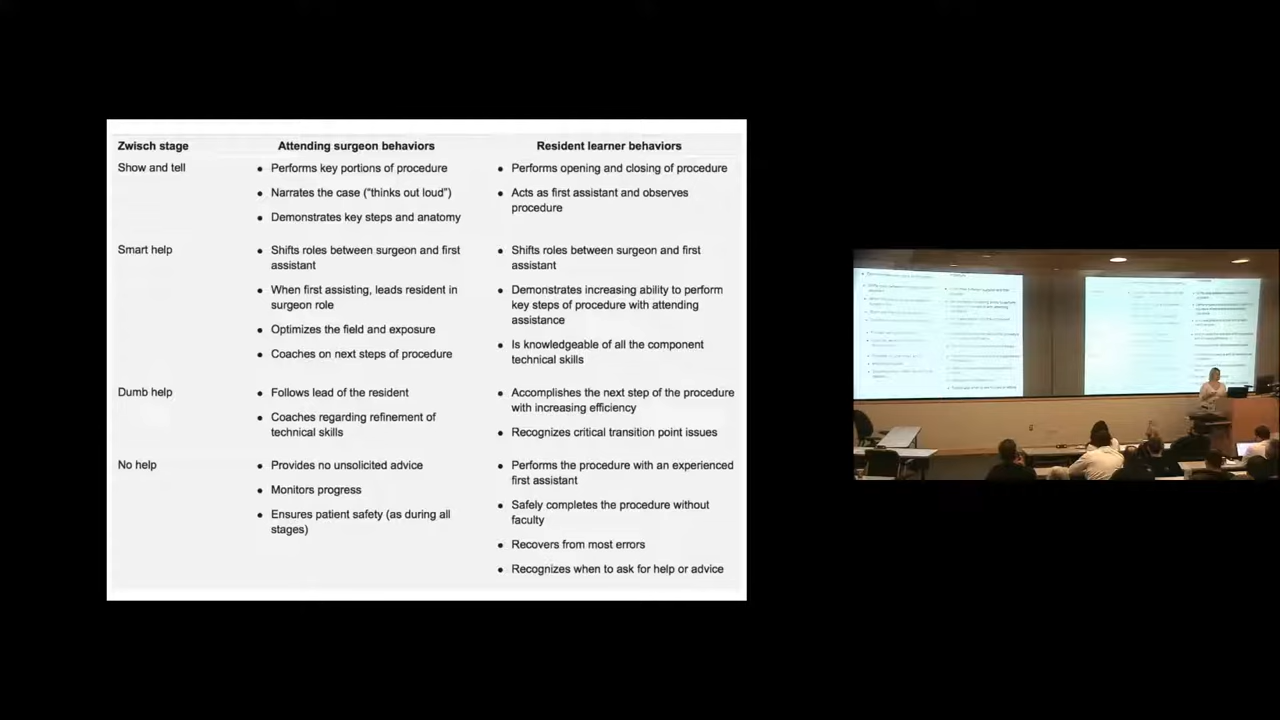 Zwisch stage Attending surgeon behaviors Resident learner behaviors
Show and tell
• Performs key portions of procedure
• Narrates the case (“thinks out loud”)
• Demonstrates key steps and anatomy
• Performs opening and closing of procedure
• Acts as first assistant and observes
procedure
Smart help
• Shifts roles between surgeon and first
assistant
• When first assisting, leads resident in
surgeon role
• Optimizes the field and exposure
• Coaches on next steps of procedure
• Shifts roles between surgeon and first
assistant
• Demonstrates increasing ability to perform
key steps of procedure with attending
assistance
• Is knowledgeable of all the component
technical skills
Dumb help
• Follows lead of the resident
• Coaches regarding refinement of
technical skills
• Accomplishes the next step of the procedure
with increasing efficiency
• Recognizes critical transition point issues
No help
• Provides no unsolicited advice
• Monitors progress
• Ensures patient safety (as during all
stages)
• Performs the procedure with an experienced
first assistant
• Safely completes the procedure without
faculty
• Recovers from most errors
• Recognizes when to ask for help or advice